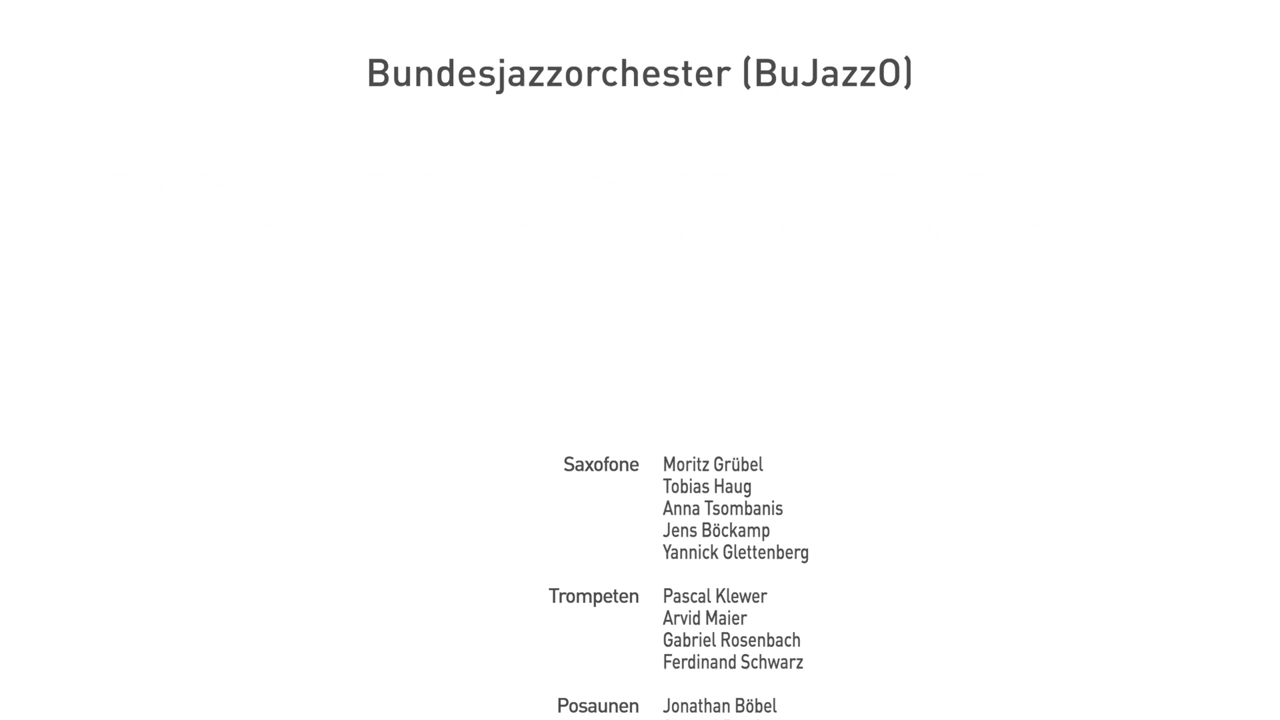 Bundesjazzorchester (BuJazzO)
Saxofone Moritz Grübel
Tobias Haug
Anna Tsombanis
Jens Böckamp
Yannick Glettenberg
Trompeten Pascal Klewer
Arvid Maier
Gabriel Rosenbach
Ferdinand Schwarz
Posaunen Jonathan Böbel